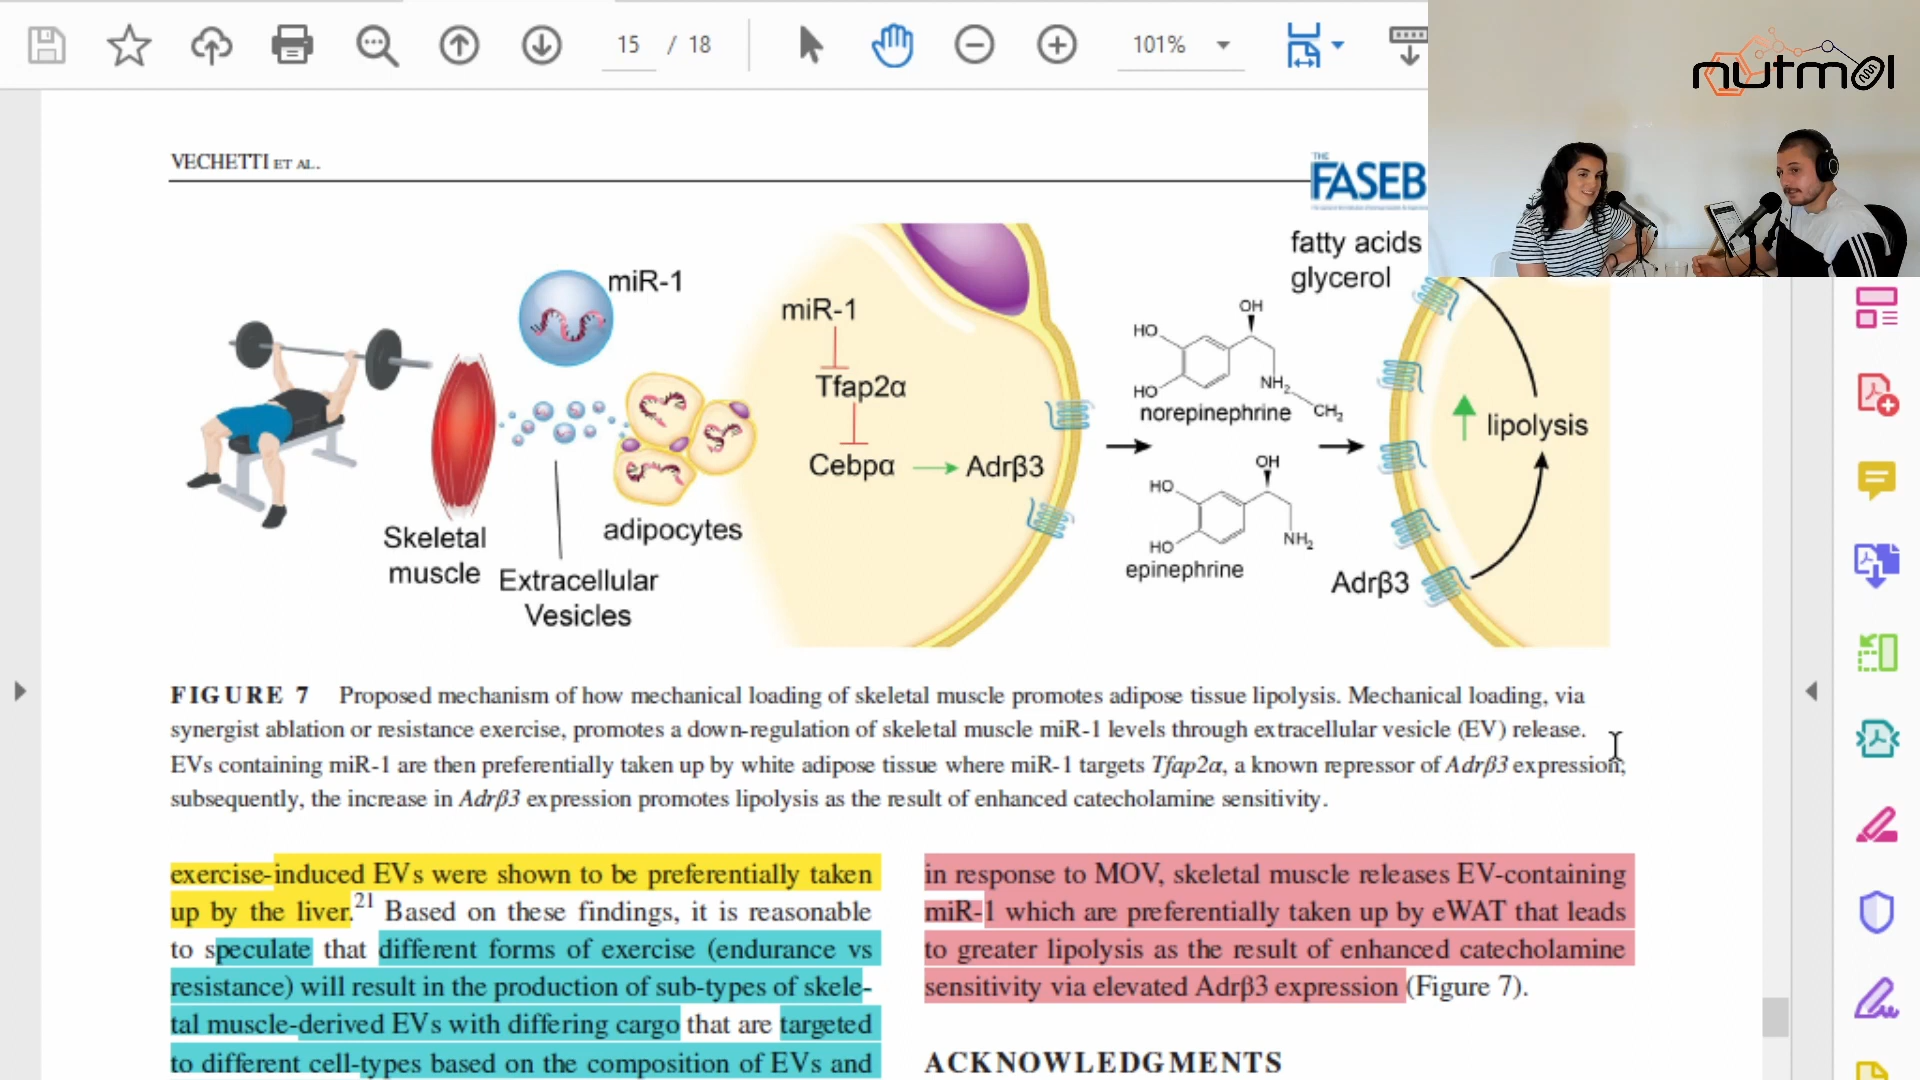 15 / 18
101%
nutmol
VECHETTI ET AL.
THE
FASEB
fatty acids
glycerol
miR-1
miR-1
Tfap2α
Cebpα
Adrβ3
Skeletal
muscle
Extracellular
Vesicles
adipocytes
OH
HO
HO
NH2
CH2
norepinephrine
OH
HO
HO
NH2
epinephrine
Adrβ3
lipolysis
FIGURE 7 Proposed mechanism of how mechanical loading of skeletal muscle promotes adipose tissue lipolysis. Mechanical loading, via
synergist ablation or resistance exercise, promotes a down-regulation of skeletal muscle miR-1 levels through extracellular vesicle (EV) release.
EVs containing miR-1 are then preferentially taken up by white adipose tissue where miR-1 targets Tfap2α, a known repressor of Adrβ3 expression;
subsequently, the increase in Adrβ3 expression promotes lipolysis as the result of enhanced catecholamine sensitivity.
exercise-induced EVs were shown to be preferentially taken
up by the liver.21 Based on these findings, it is reasonable
to speculate that different forms of exercise (endurance vs
resistance) will result in the production of sub-types of skele-
tal muscle-derived EVs with differing cargo that are targeted
to different cell-types based on the composition of EVs and
in response to MOV, skeletal muscle releases EV-containing
miR-1 which are preferentially taken up by eWAT that leads
to greater lipolysis as the result of enhanced catecholamine
sensitivity via elevated Adrβ3 expression (Figure 7).
ACKNOWLEDGMENTS